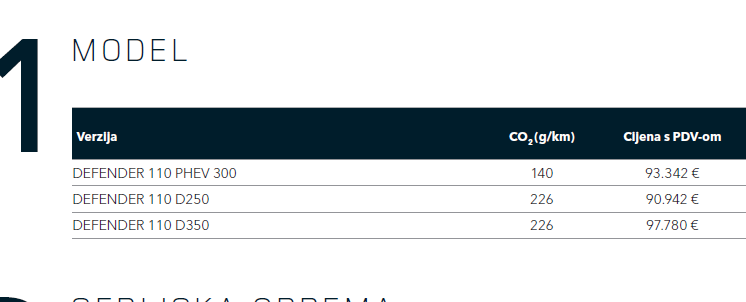 1
MODEL
Verzija CO₂(g/km) Cijena s PDV-om
DEFENDER 110 PHEV 300 140 93.342 €
DEFENDER 110 D250 226 90.942 €
DEFENDER 110 D350 226 97.780 €